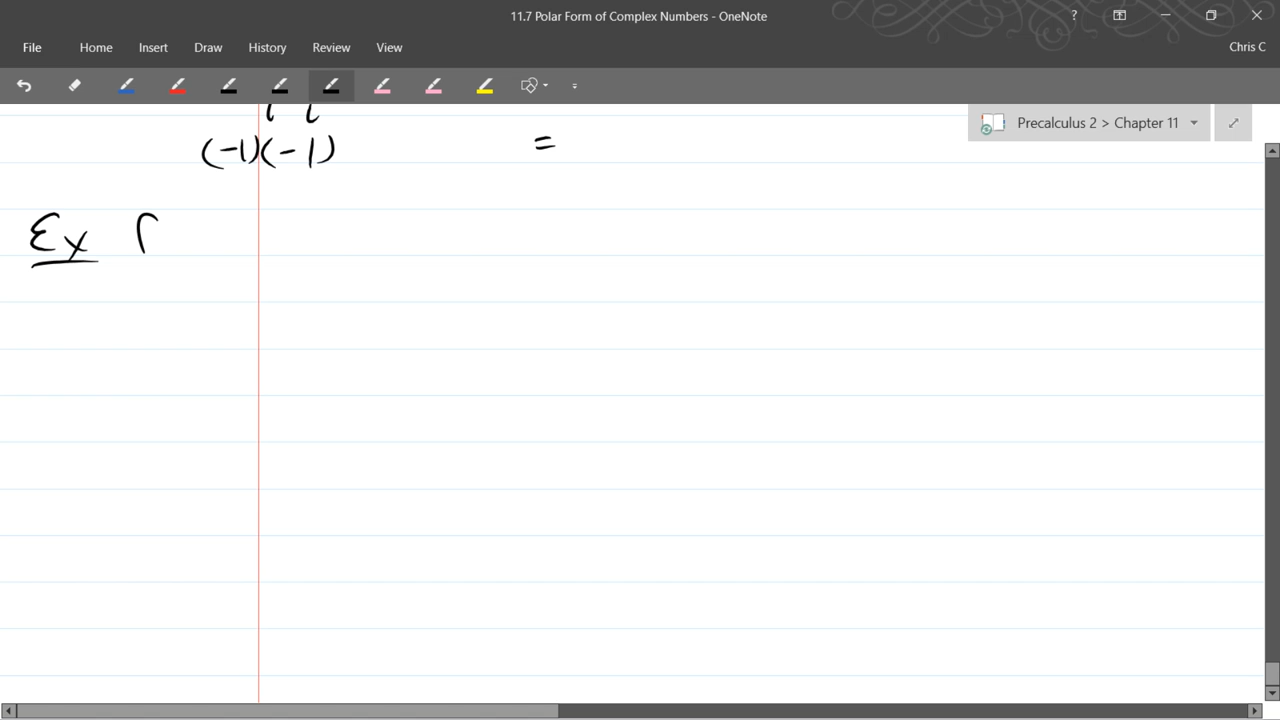 11.7 Polar Form of Complex Numbers - OneNote
?
File Home Insert Draw History Review View
Chris C
Precalculus 2 > Chapter 11
(-1)(-1) =
Ex